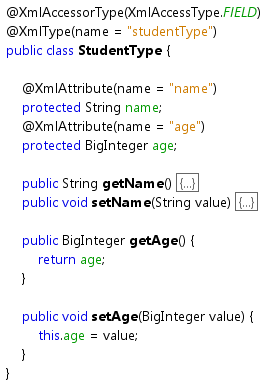 @XmlAccessorType(XmlAccessType.FIELD)
@XmlType(name = "studentType")
public class StudentType {
@XmlAttribute(name = "name")
protected String name;
@XmlAttribute(name = "age")
protected BigInteger age;
public String getName() {...}
public void setName(String value) {...}
public BigInteger getAge() {
return age;
}
public void setAge(BigInteger value) {
this.age = value;
}
}